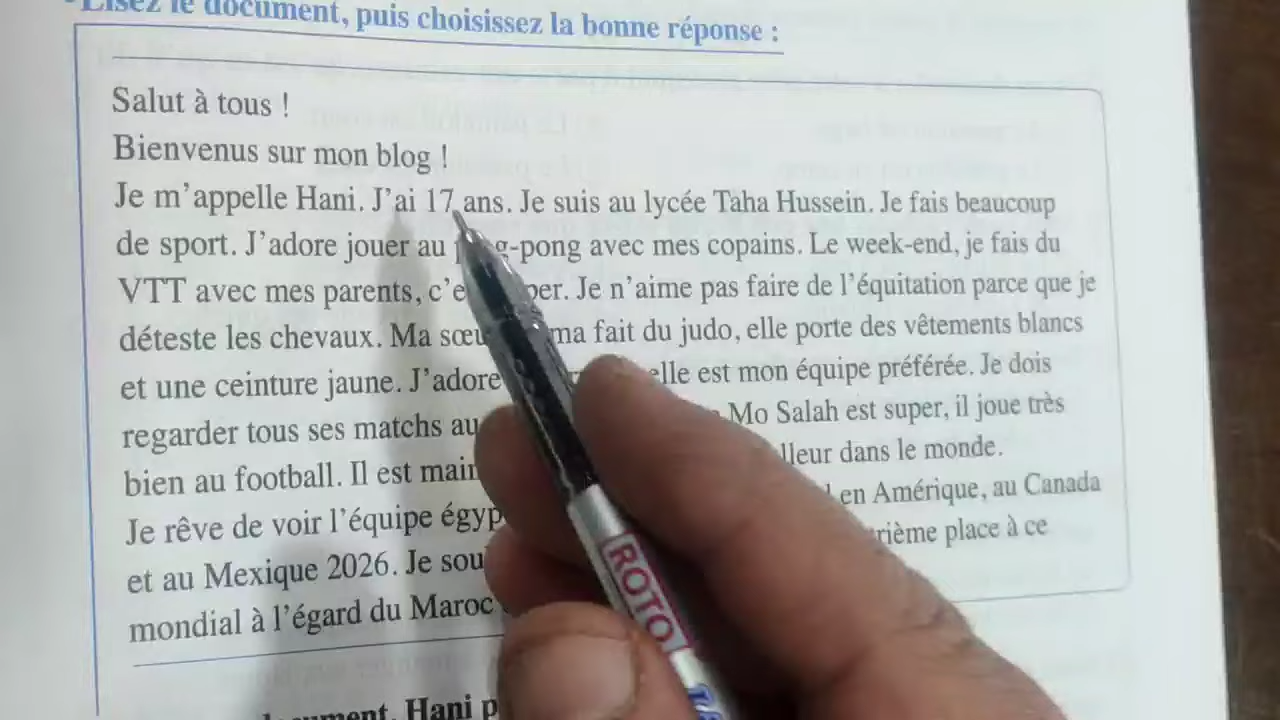 Lisez le document, puis choisissez la bonne réponse :
Salut à tous !
Bienvenus sur mon blog !
Je m'appelle Hani. J'ai 17 ans. Je suis au lycée Taha Hussein. Je fais beaucoup
de sport. J'adore jouer au g-pong avec mes copains. Le week-end, je fais du
VTT avec mes parents, c'e per. Je n'aime pas faire de l'équitation parce que je
déteste les chevaux. Ma sœu ma fait du judo, elle porte des vêtements blancs
et une ceinture jaune. J'adore elle est mon équipe préférée. Je dois
regarder tous ses matchs au Mo Salah est super, il joue très
bien au football. Il est main lleur dans le monde.
Je rêve de voir l'équipe égyp en Amérique, au Canada
et au Mexique 2026. Je sou rième place à ce
mondial à l'égard du Maroc
ocument, Hani p
ROTO